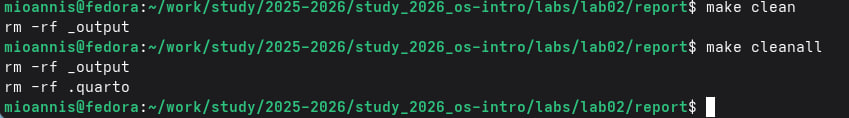 mioannis@fedora:~/work/study/2025-2026/study_2026_os-intro/labs/lab02/report$ make clean
rm -rf _output
mioannis@fedora:~/work/study/2025-2026/study_2026_os-intro/labs/lab02/report$ make cleanall
rm -rf _output
rm -rf .quarto
mioannis@fedora:~/work/study/2025-2026/study_2026_os-intro/labs/lab02/report$